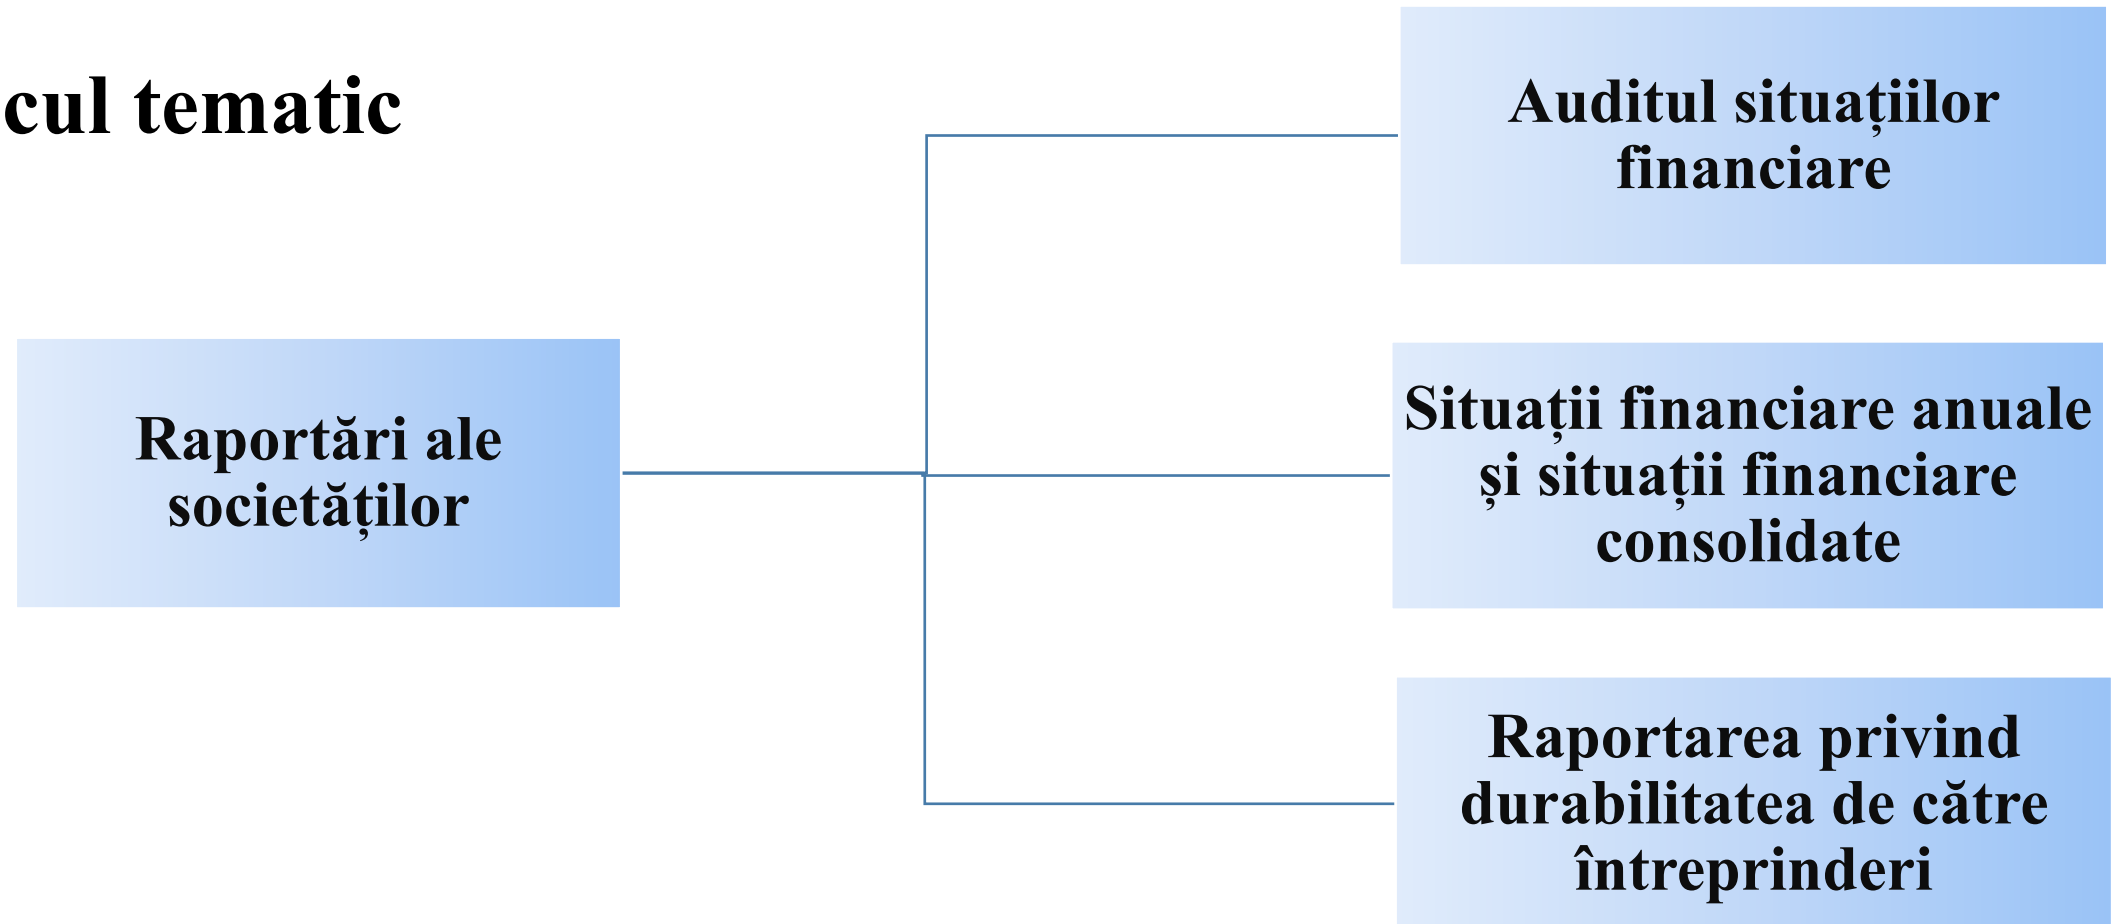 cul tematic
Auditul situațiilor
financiare
Raportări ale
societăților
Situații financiare anuale
și situații financiare
consolidate
Raportarea privind
durabilitatea de către
întreprinderi